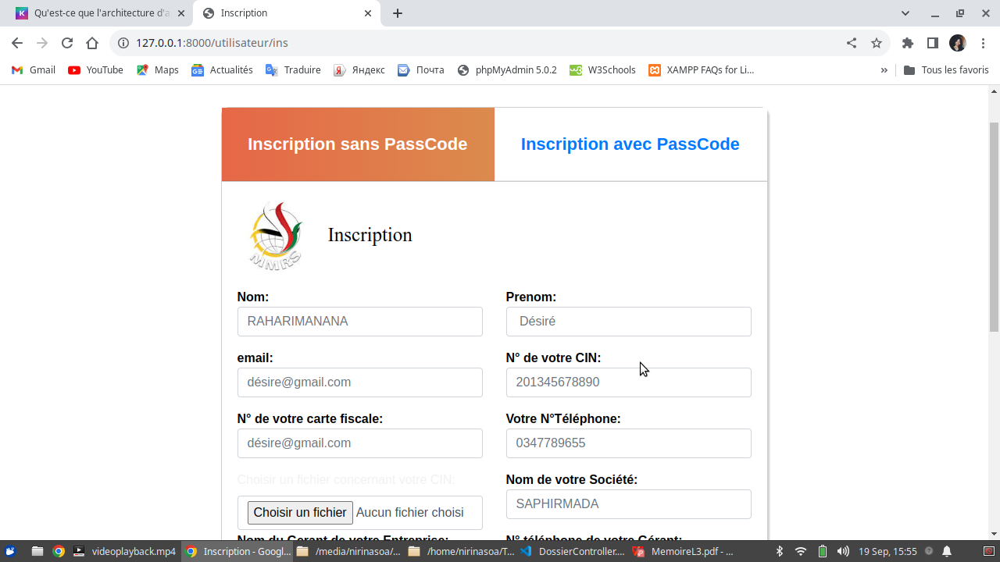 Qu'est-ce que l'architecture d'a
Inscription
127.0.0.1:8000/utilisateur/ins
Gmail YouTube Maps Actualités Traduire Яндекс Почта phpMyAdmin 5.0.2 W3Schools XAMPP FAQs for Li... » Tous les favoris
Inscription sans PassCode
Inscription avec PassCode
MMRS
Inscription
Nom:
Prenom:
RAHARIMANANA
Désiré
email:
N° de votre CIN:
désire@gmail.com
201345678890
N° de votre carte fiscale:
Votre N°Téléphone:
désire@gmail.com
0347789655
Choisir un fichier concernant votre CIN:
Nom de votre Société:
Choisir un fichier Aucun fichier choisi
SAPHIRMADA
Nom du Gerant de votre Entreprise:
N° téléphone de votre Gérant:
videoplayback.mp4 Inscription - Googl... /media/nirinasoa/... /home/nirinasoa/T... DossierController.... MemoireL3.pdf - ... 19 Sep, 15:55